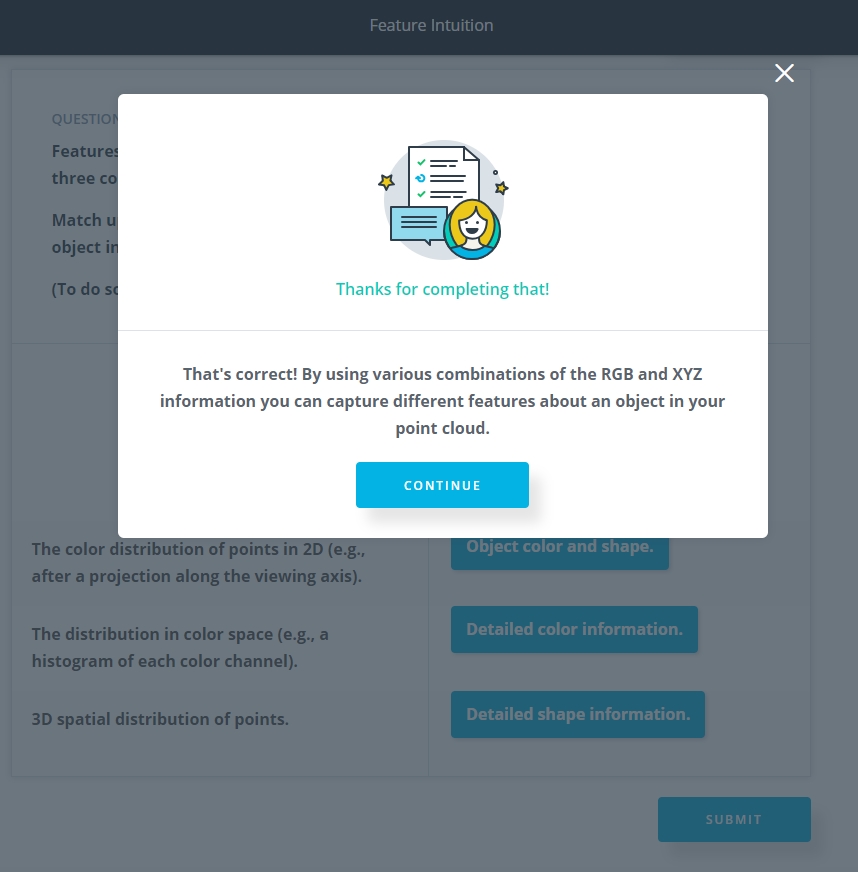 Feature Intuition
QUESTION
Features
three co
Match u
object in
(To do so
Thanks for completing that!
That's correct! By using various combinations of the RGB and XYZ
information you can capture different features about an object in your
point cloud.
CONTINUE
The color distribution of points in 2D (e.g.,
after a projection along the viewing axis).
Object color and shape.
The distribution in color space (e.g., a
histogram of each color channel).
Detailed color information.
3D spatial distribution of points.
Detailed shape information.
SUBMIT